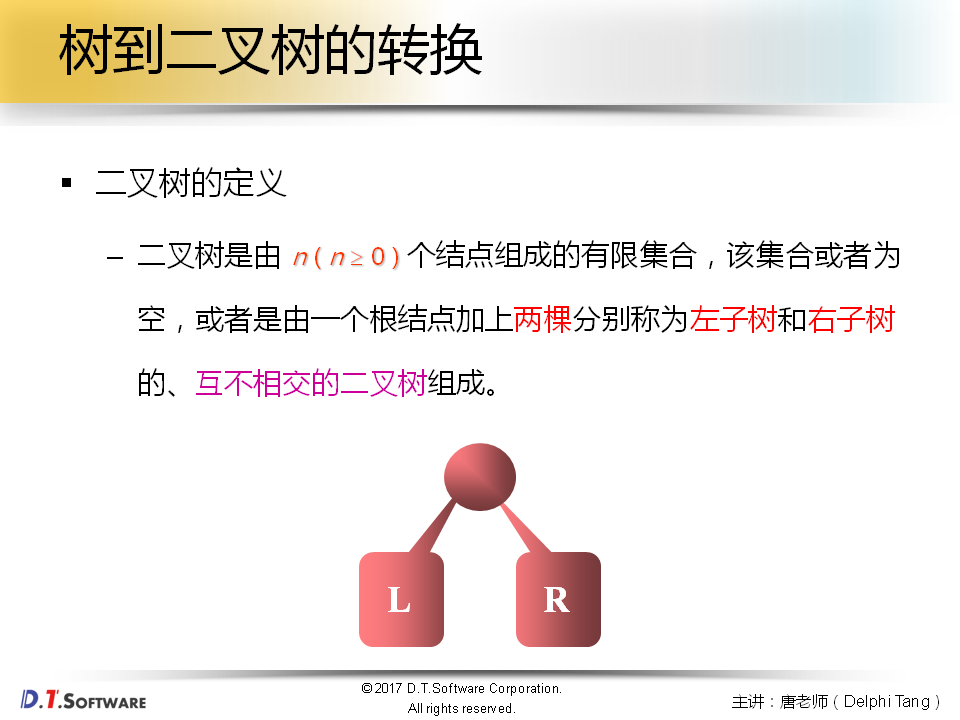 树到二叉树的转换
▪ 二叉树的定义
– 二叉树是由 n ( n ≥ 0 ) 个结点组成的有限集合，该集合或者为
空，或者是由一个根结点加上两棵分别称为左子树和右子树
的、互不相交的二叉树组成。
L R
D.T.SOFTWARE
©2017 D.T.Software Corporation.
All rights reserved.
主讲：唐老师（Delphi Tang）